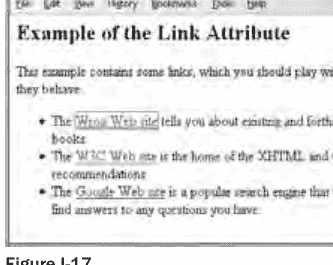 File Edit View History Bookmarks Tools Help
Example of the Link Attribute
This example contains some links, which you should play wi
they behave
• The Wrox Web site tells you about existing and forth
books
• The W3C Web site is the home of the XHTML and
recommendations
• The Google Web site is a popular search engine that
find answers to any questions you have.
Figure I-17